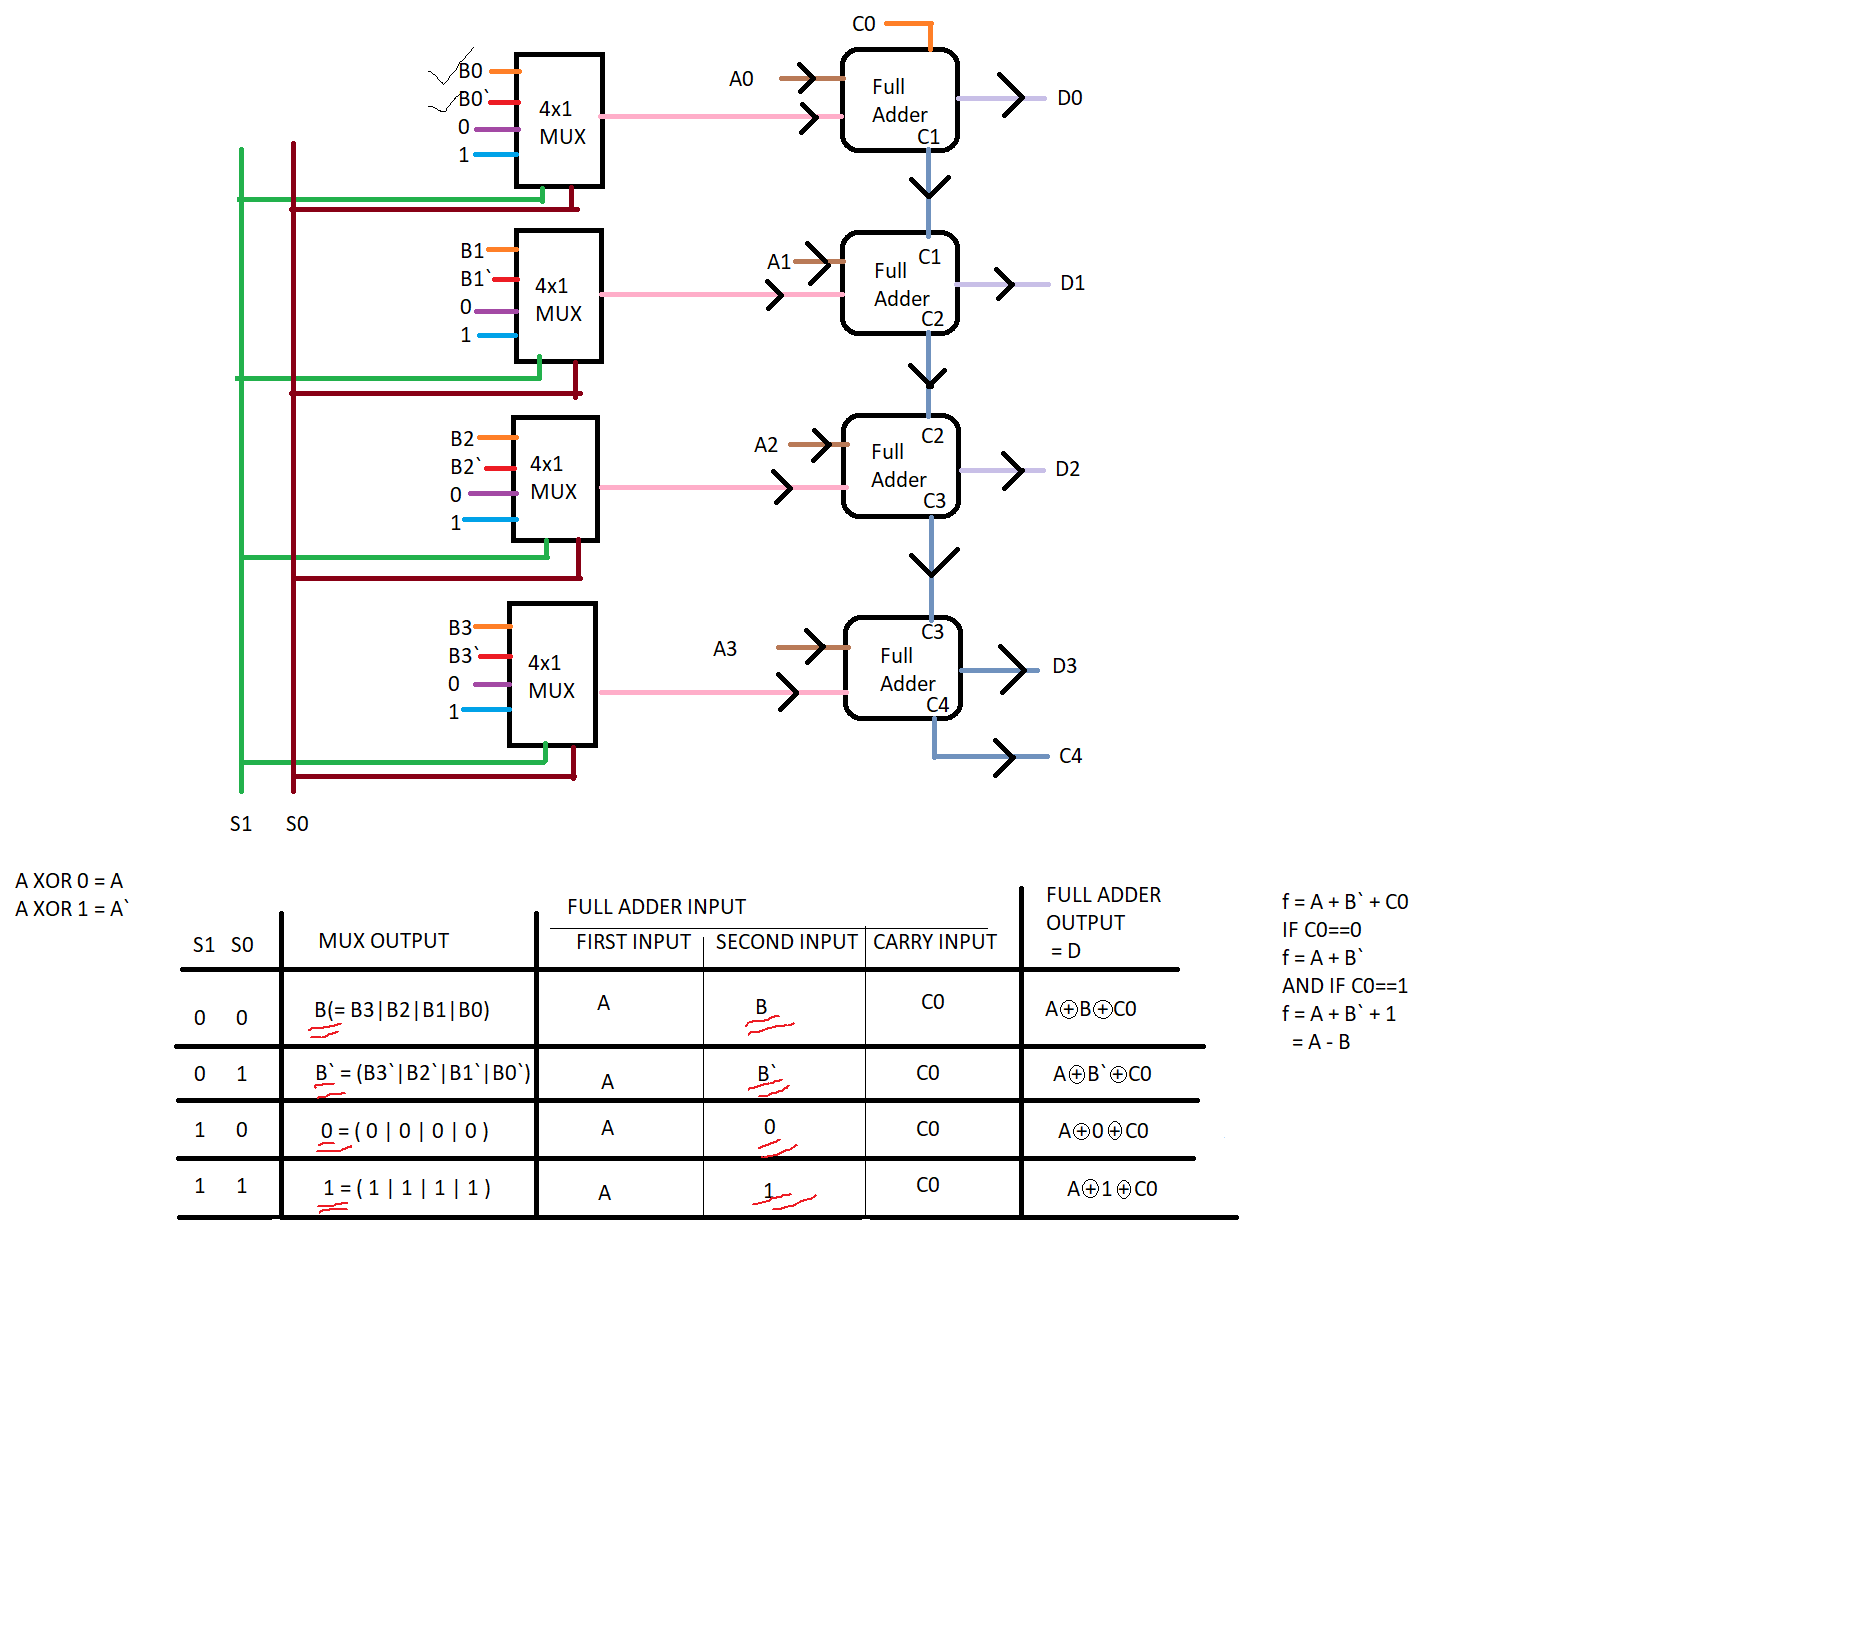 C0
B0
B0`
0
1
4x1
MUX
A0
Full
Adder
C1
D0
B1
B1`
0
1
4x1
MUX
A1
C1
Full
Adder
C2
D1
B2
B2`
0
1
4x1
MUX
A2
C2
Full
Adder
C3
D2
B3
B3`
0
1
4x1
MUX
A3
C3
Full
Adder
C4
D3
C4
S1 S0
A XOR 0 = A
A XOR 1 = A`
S1 S0
MUX OUTPUT
FULL ADDER INPUT
FIRST INPUT
SECOND INPUT
CARRY INPUT
FULL ADDER
OUTPUT
= D
0 0 B(= B3|B2|B1|B0) A B C0 A⊕B⊕C0
0 1 B` = (B3`|B2`|B1`|B0`) A B` C0 A⊕B`⊕C0
1 0 0 = ( 0 | 0 | 0 | 0 ) A 0 C0 A⊕0⊕C0
1 1 1 = ( 1 | 1 | 1 | 1 ) A 1 C0 A⊕1⊕C0
f = A + B` + C0
IF C0==0
f = A + B`
AND IF C0==1
f = A + B` + 1
= A - B